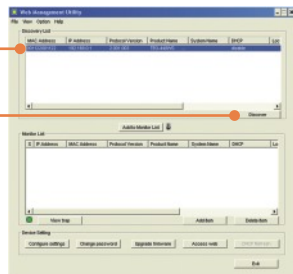 Web Management Utility
File View Option Help
Discovery List
MAC Address IP Address Protocol Version Product Name System Name DHCP Loc
Discover
Add to Monitor List
Monitor List
S IP Address MAC Address Protocol Version Product Name System Name DHCP Lo
View trap Add item Delete item
Device Setting
Configure settings Change password Upgrade firmware Access web
Exit